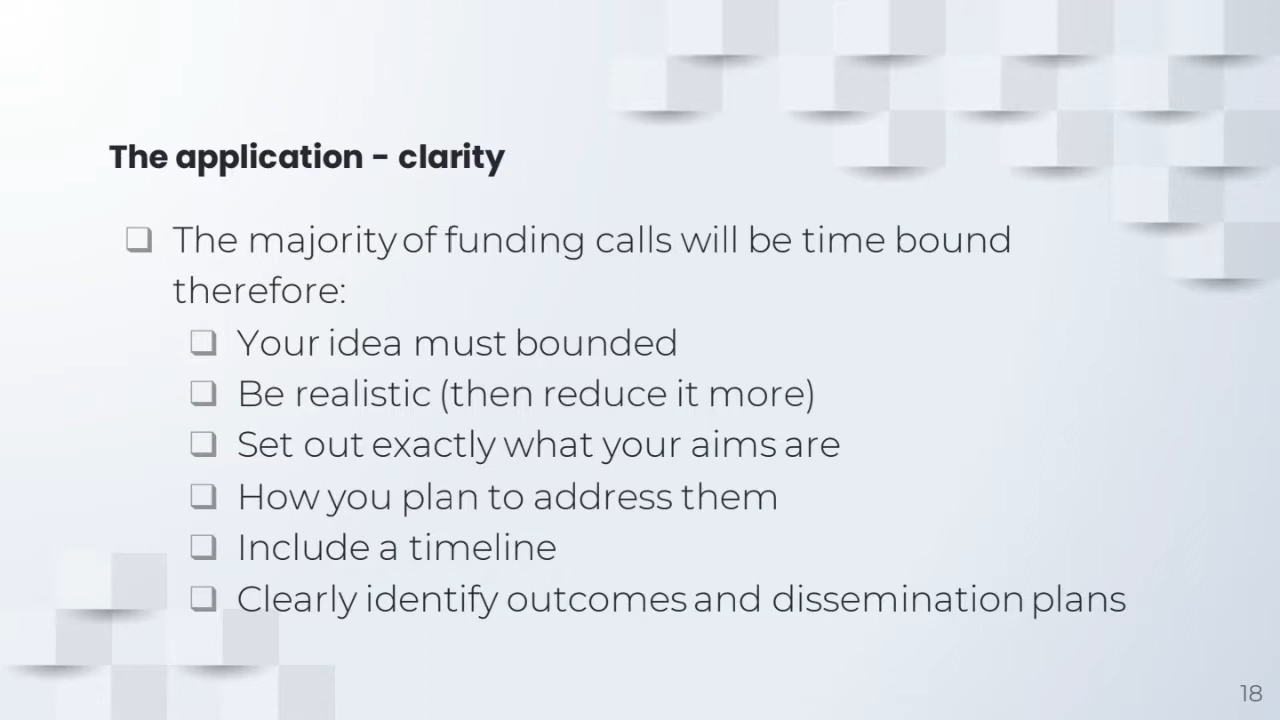 The application - clarity
❑ The majority of funding calls will be time bound
therefore:
❑ Your idea must bounded
❑ Be realistic (then reduce it more)
❑ Set out exactly what your aims are
❑ How you plan to address them
❑ Include a timeline
❑ Clearly identify outcomes and dissemination plans
18